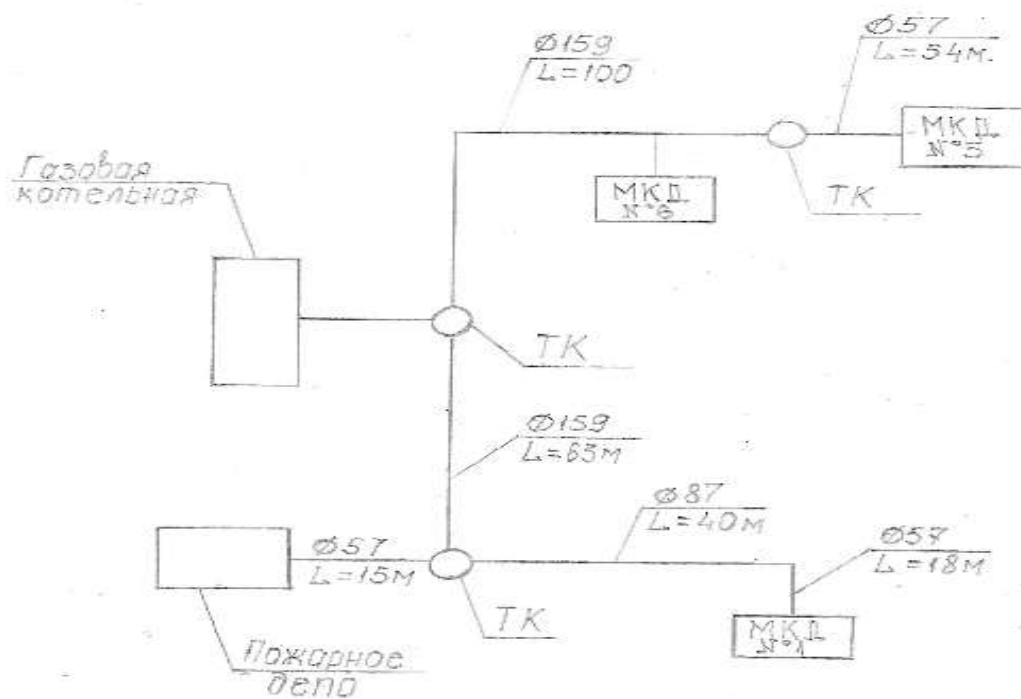 Ø159
L=100
Ø57
L=54м.
МКД
№5
Газовая
котельная
МКД
№6
ТК
ТК
Ø159
L=63м
Ø87
L=40м
Ø57
L=15м
Ø57
L=18м
ТК
МКД
№1
Пожарное
депо